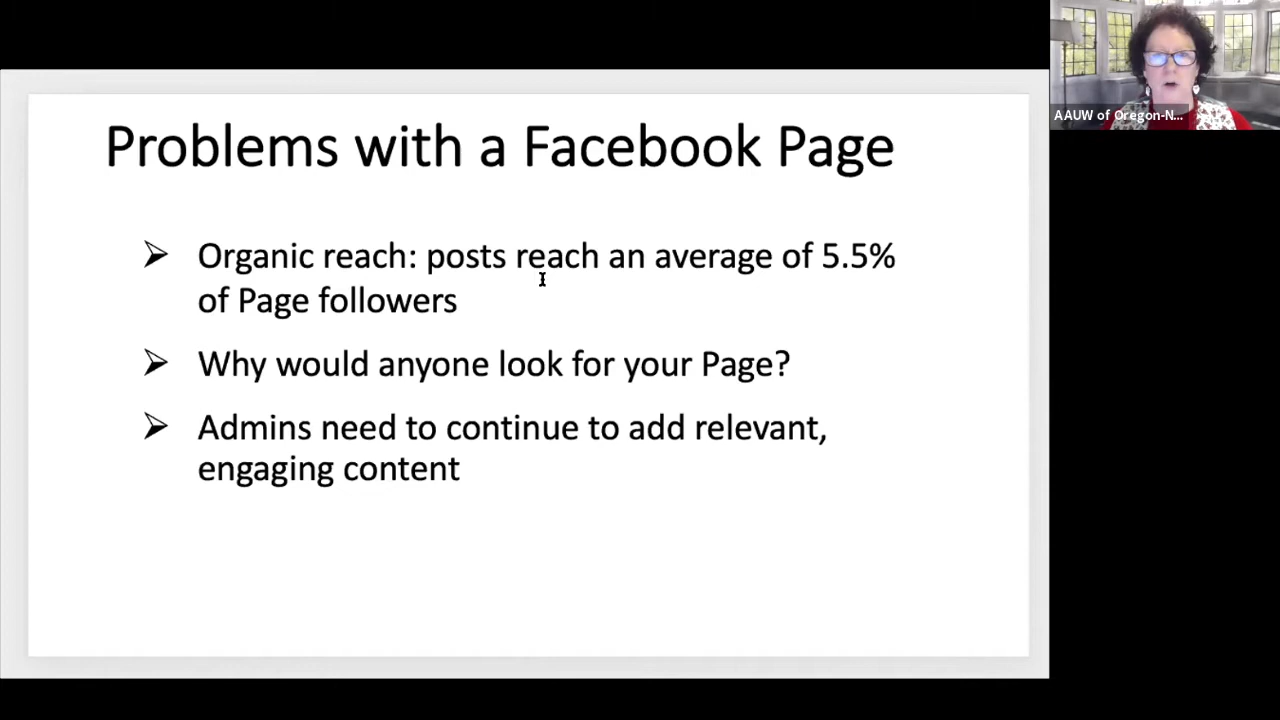 Problems with a Facebook Page
➢ Organic reach: posts reach an average of 5.5%
of Page followers
➢ Why would anyone look for your Page?
➢ Admins need to continue to add relevant,
engaging content
AAUW of Oregon-N...